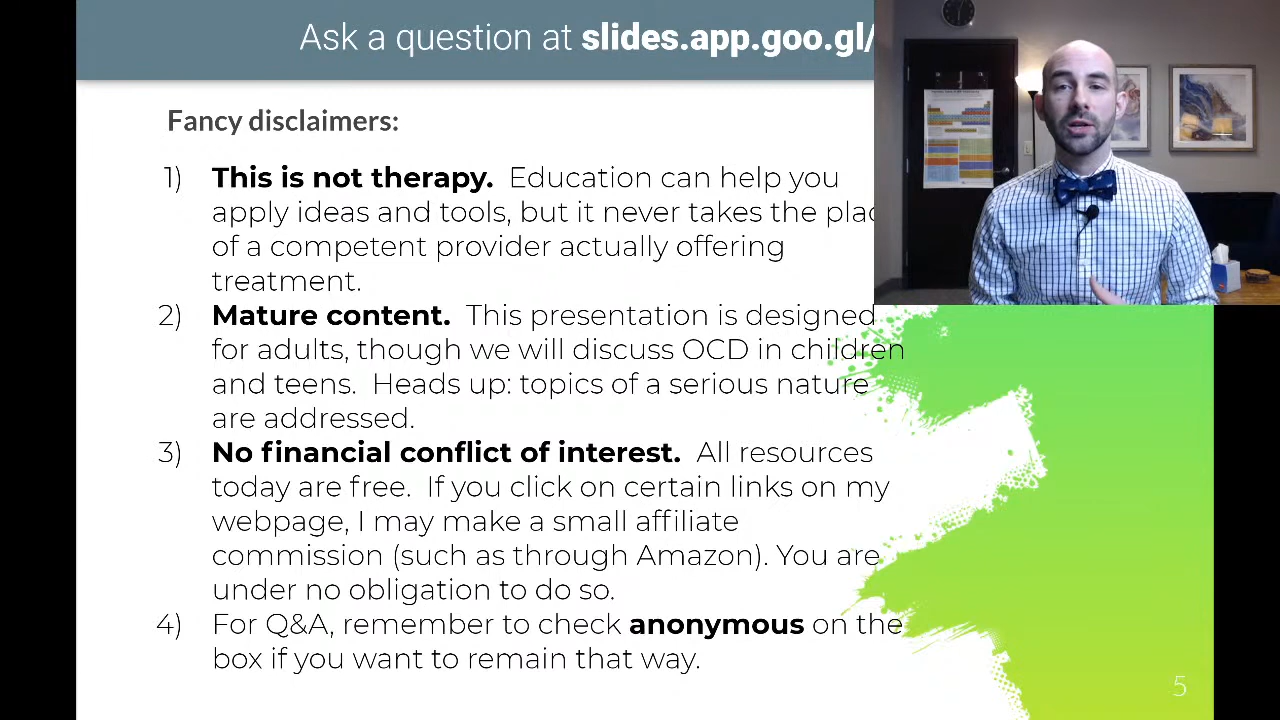 Ask a question at slides.app.goo.gl/
Fancy disclaimers:
1) This is not therapy. Education can help you
apply ideas and tools, but it never takes the
of a competent provider actually offering
treatment.
2) Mature content. This presentation is designed
for adults, though we will discuss OCD in children
and teens. Heads up: topics of a serious nature
are addressed.
3) No financial conflict of interest. All resources
today are free. If you click on certain links on my
webpage, I may make a small affiliate
commission (such as through Amazon). You are
under no obligation to do so.
4) For Q&A, remember to check anonymous on the
box if you want to remain that way.
5